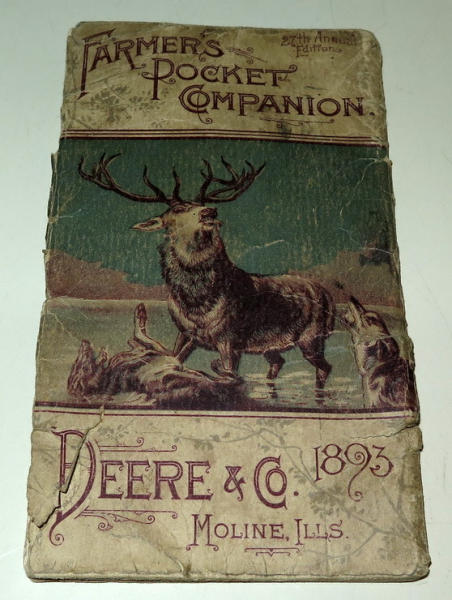 FARMER'S
27th Annual
Edition
POCKET
COMPANION.
DEERE & CO. 1893
MOLINE, ILLS.